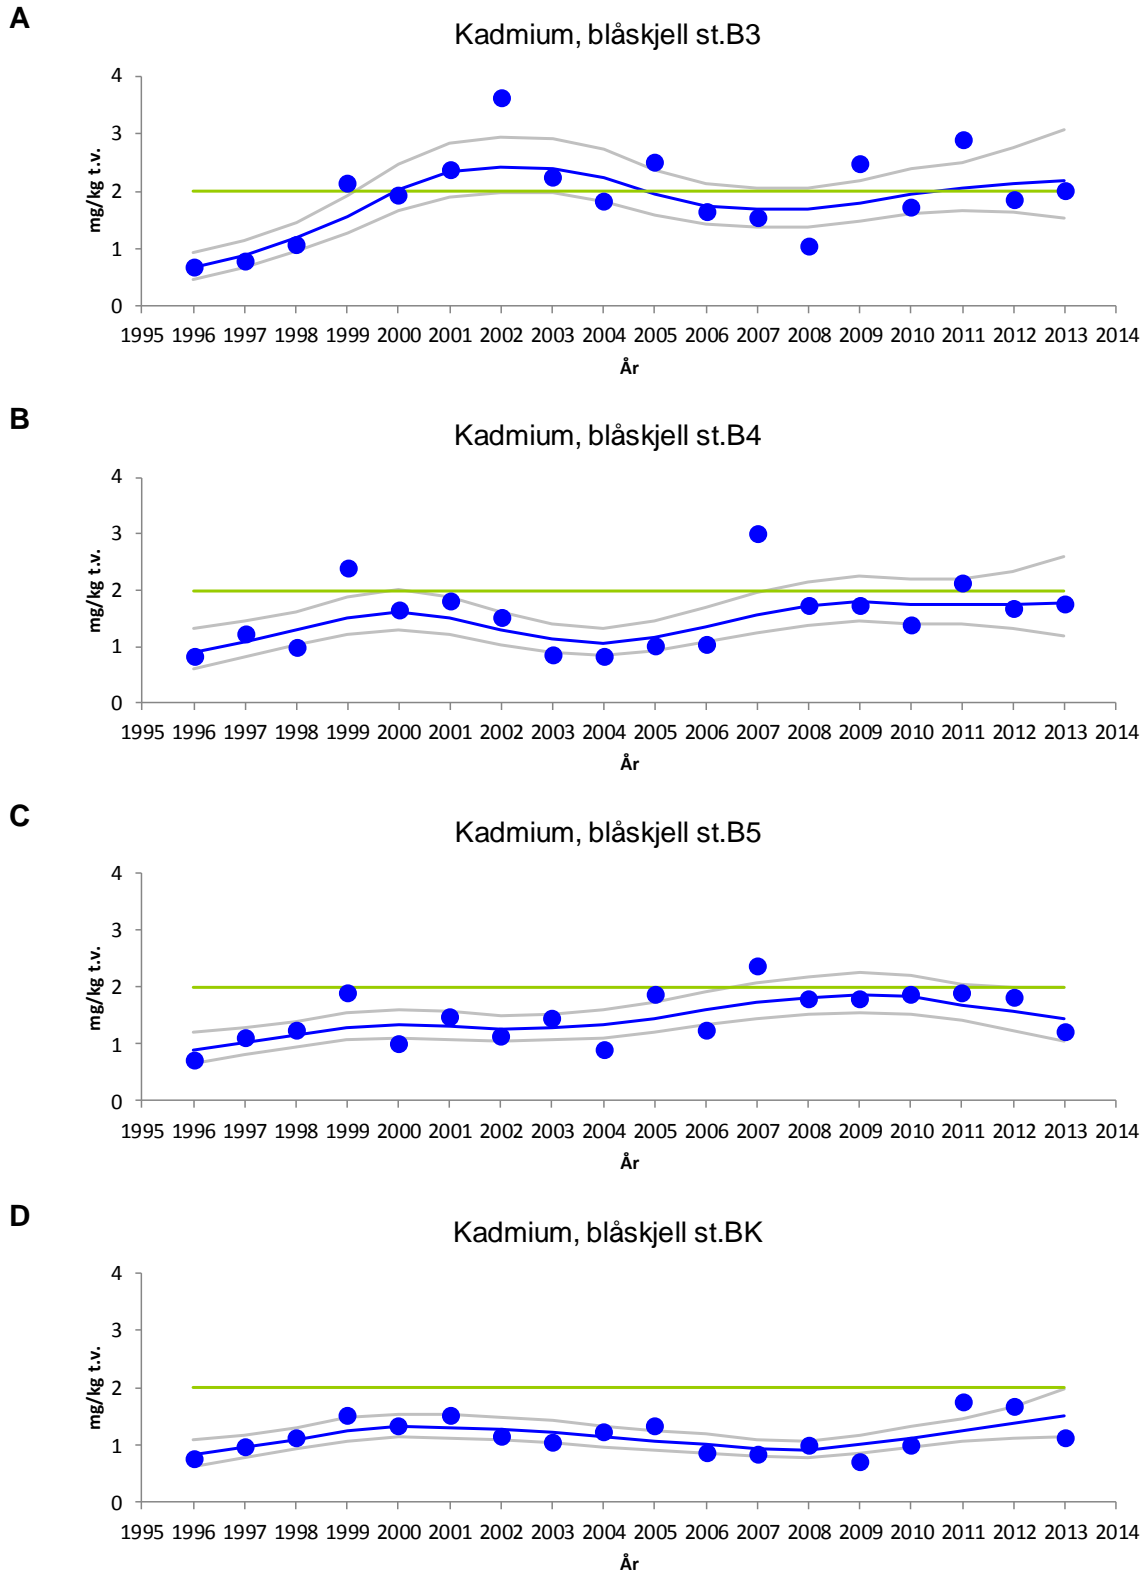 A
Kadmium, blåskjell st.B3
mg/kg t.v.
4
3
2
1
0
1995 1996 1997 1998 1999 2000 2001 2002 2003 2004 2005 2006 2007 2008 2009 2010 2011 2012 2013 2014
År
B
Kadmium, blåskjell st.B4
mg/kg t.v.
4
3
2
1
0
1995 1996 1997 1998 1999 2000 2001 2002 2003 2004 2005 2006 2007 2008 2009 2010 2011 2012 2013 2014
År
C
Kadmium, blåskjell st.B5
mg/kg t.v.
4
3
2
1
0
1995 1996 1997 1998 1999 2000 2001 2002 2003 2004 2005 2006 2007 2008 2009 2010 2011 2012 2013 2014
År
D
Kadmium, blåskjell st.BK
mg/kg t.v.
4
3
2
1
0
1995 1996 1997 1998 1999 2000 2001 2002 2003 2004 2005 2006 2007 2008 2009 2010 2011 2012 2013 2014
År